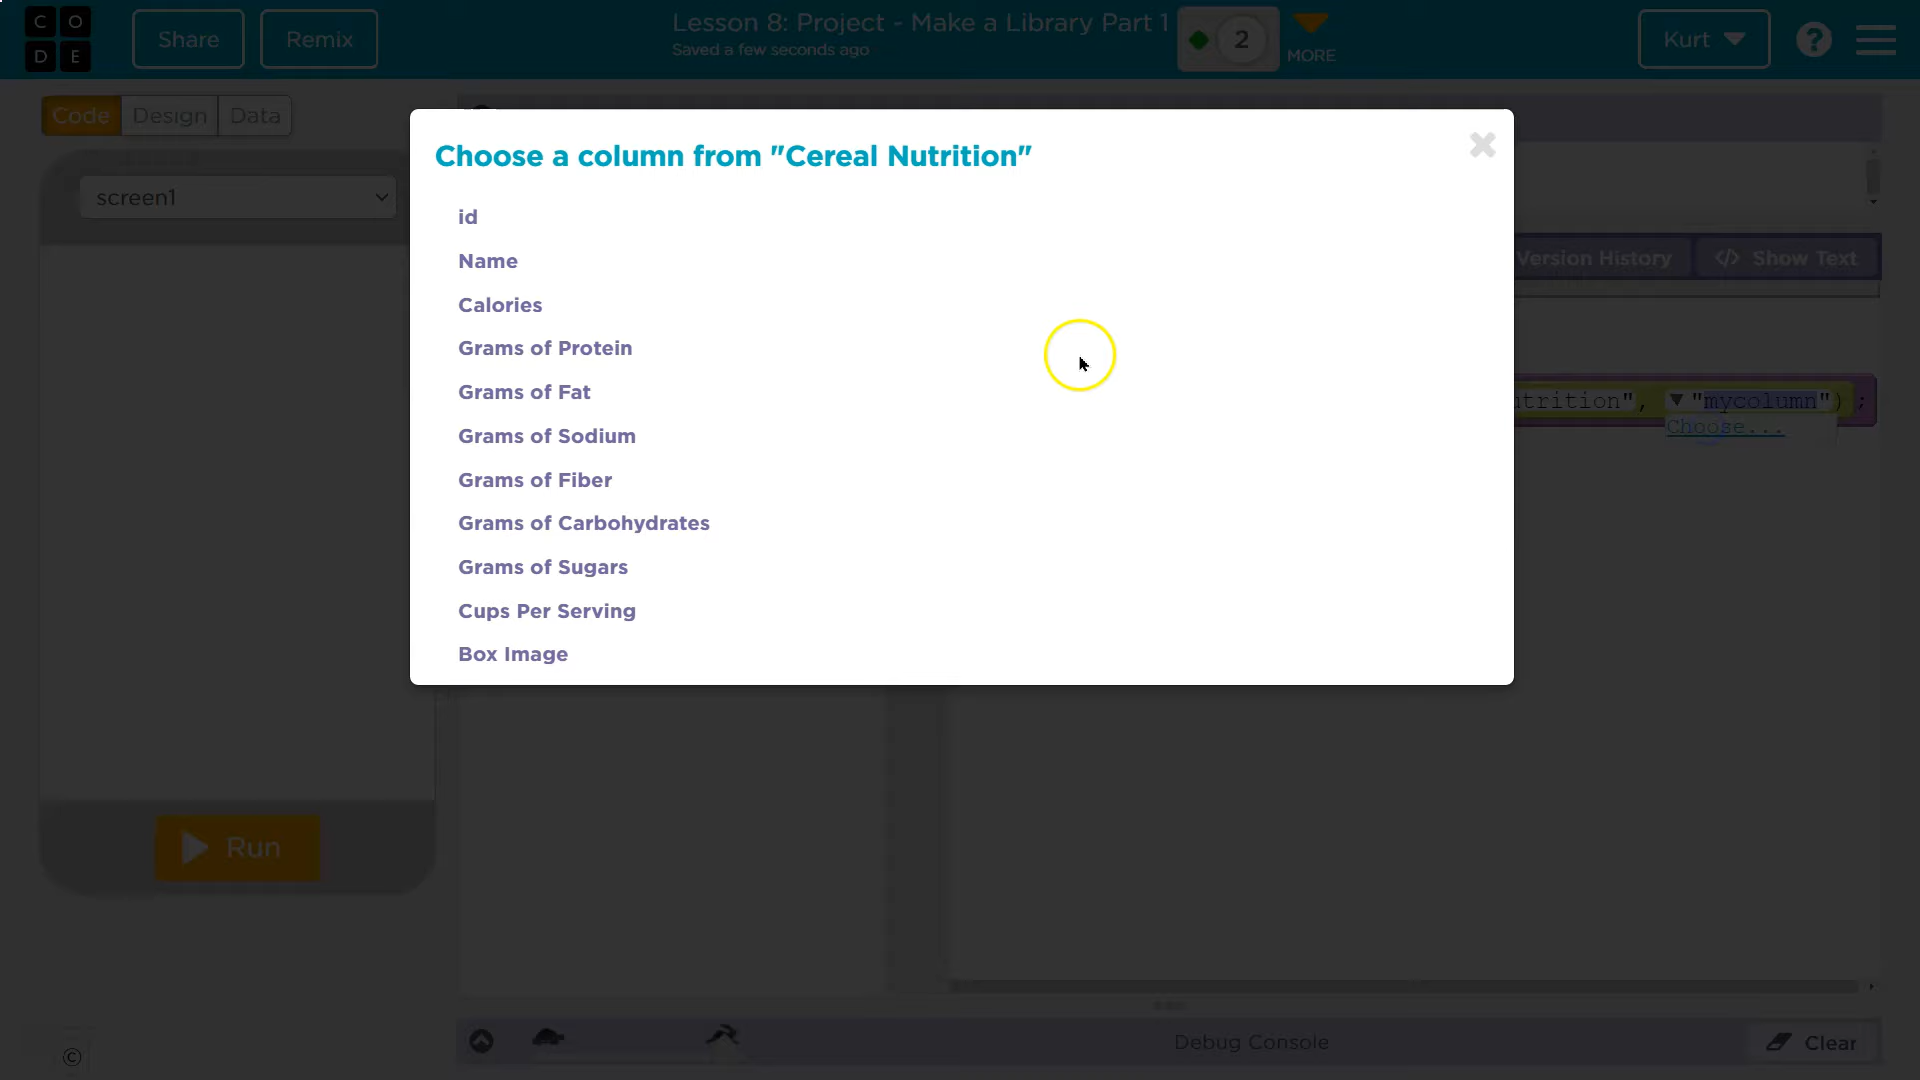 CO
DE
Share
Remix
Lesson 8: Project - Make a Library Part 1
Saved a few seconds ago
2
MORE
Kurt
?
Code
Design
Data
screen1
Choose a column from "Cereal Nutrition"
id
Name
Calories
Grams of Protein
Grams of Fat
Grams of Sodium
Grams of Fiber
Grams of Carbohydrates
Grams of Sugars
Cups Per Serving
Box Image
Version History
</> Show Text
utrition", ▼ "mycolumn") ;
Choose...
Run
©
Debug Console
Clear